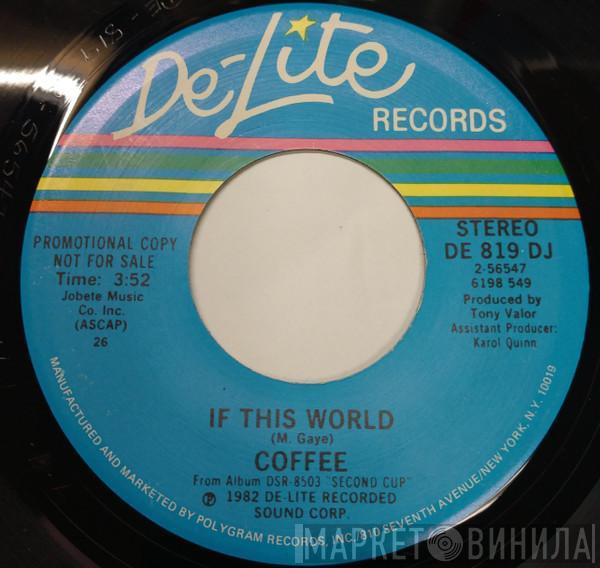 De-Lite
RECORDS
PROMOTIONAL COPY
NOT FOR SALE
Time: 3:52
Jobete Music
Co. Inc.
(ASCAP)
26
STEREO
DE 819 DJ
2-56547
6198 549
Produced by
Tony Valor
Assistant Producer:
Karol Quinn
IF THIS WORLD
(M. Gaye)
COFFEE
From Album DSR-8503 "SECOND CUP"
℗ 1982 DE-LITE RECORDED
SOUND CORP.
MANUFACTURED AND MARKETED BY POLYGRAM RECORDS, INC./810 SEVENTH AVENUE/NEW YORK, N.Y. 10019
МАРКЕТ ВИНИЛА